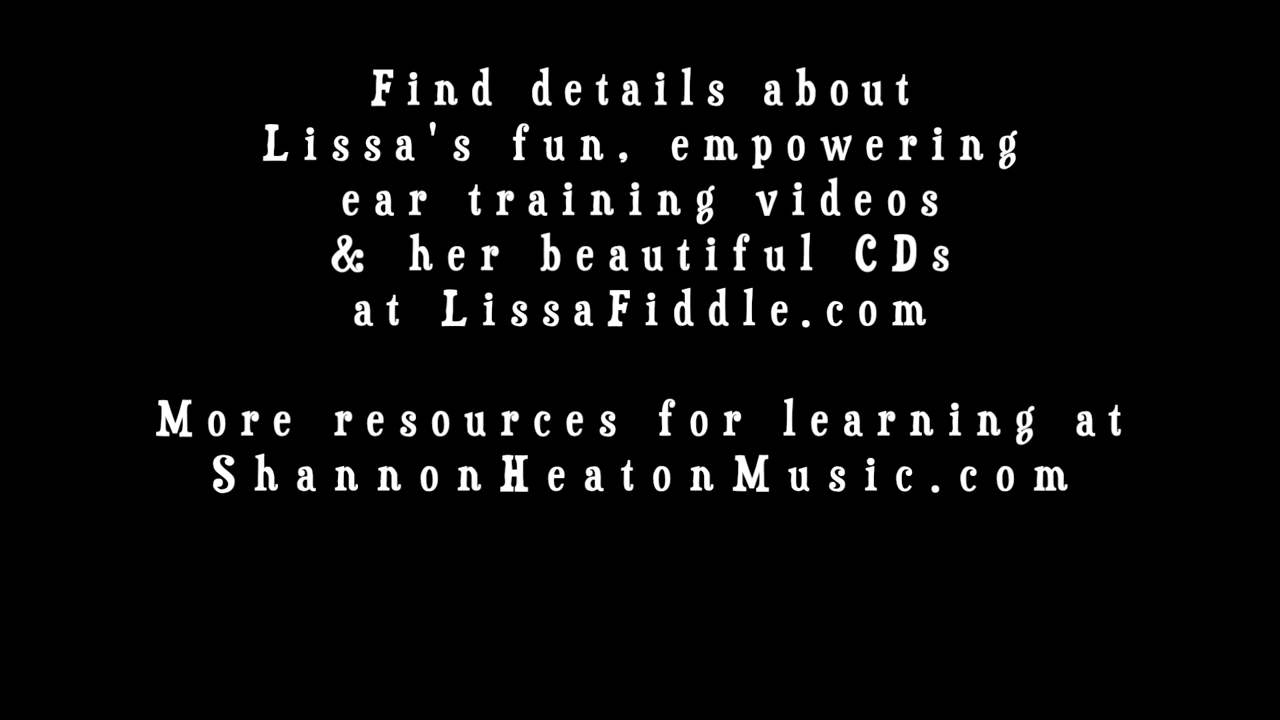 Find details about
Lissa's fun, empowering
ear training videos
& her beautiful CDs
at LissaFiddle.com
More resources for learning at
ShannonHeatonMusic.com